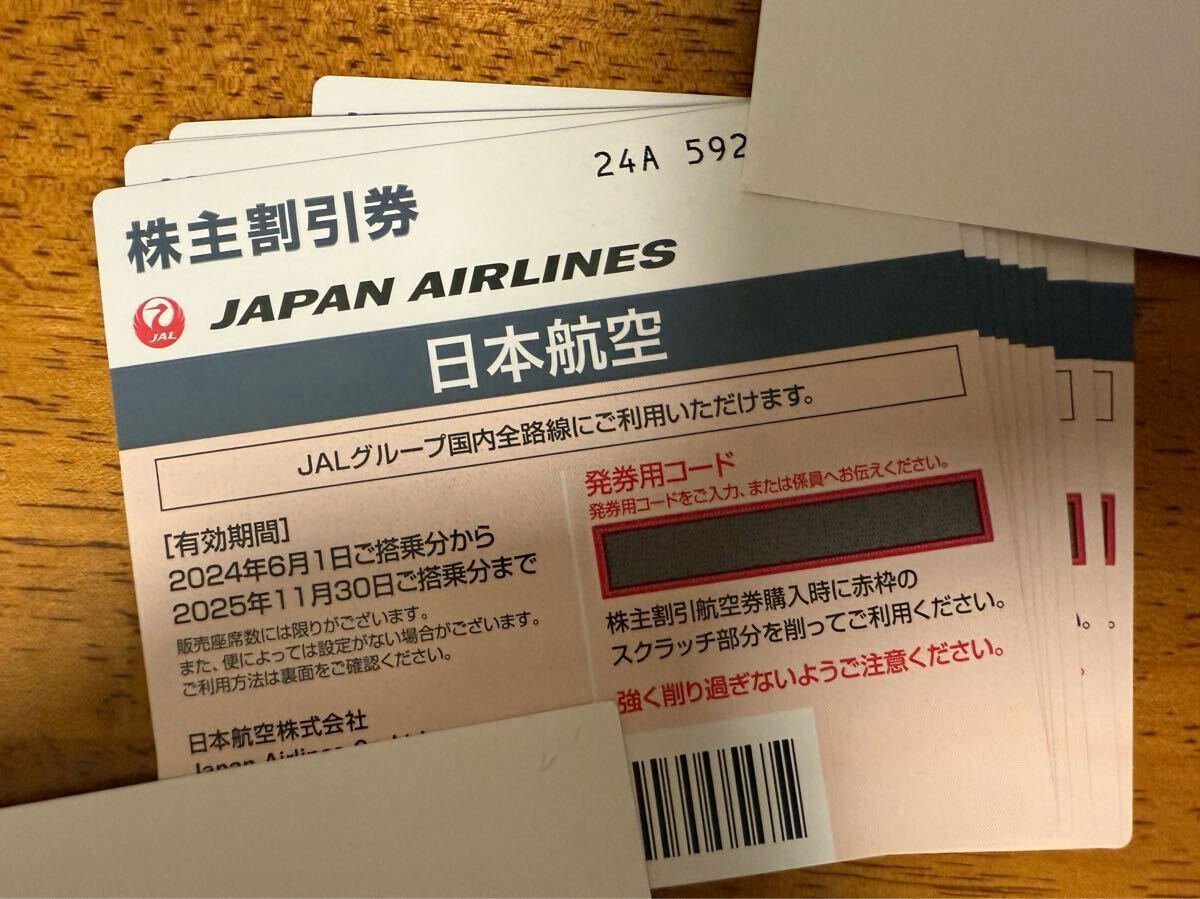 24A 592
株主割引券
JAL
JAPAN AIRLINES
日本航空
JALグループ国内全路線にご利用いただけます。
[有効期間]
2024年6月1日ご搭乗分から
2025年11月30日ご搭乗分まで
販売座席数には限りがございます。
また、便によっては設定がない場合がございます。
ご利用方法は裏面をご確認ください。
日本航空株式会社
Japan Airlines
発券用コード
発券用コードをご入力、または係員へお伝えください。
株主割引航空券購入時に赤枠の
スクラッチ部分を削ってご利用ください。
強く削り過ぎないようご注意ください。